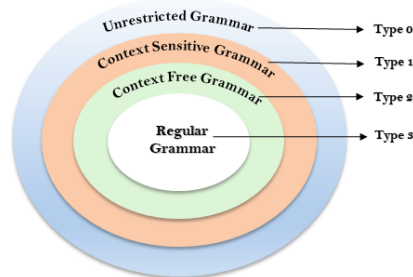 Unrestricted Grammar
Type 0
Context Sensitive Grammar
Type 1
Context Free Grammar
Type 2
Regular
Grammar
Type 3